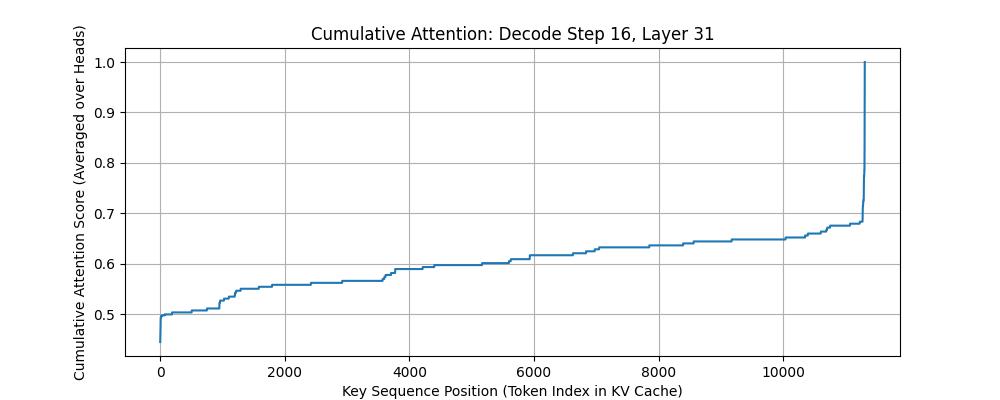 Cumulative Attention: Decode Step 16, Layer 31
Cumulative Attention Score (Averaged over Heads)
1.0
0.9
0.8
0.7
0.6
0.5
0 2000 4000 6000 8000 10000
Key Sequence Position (Token Index in KV Cache)